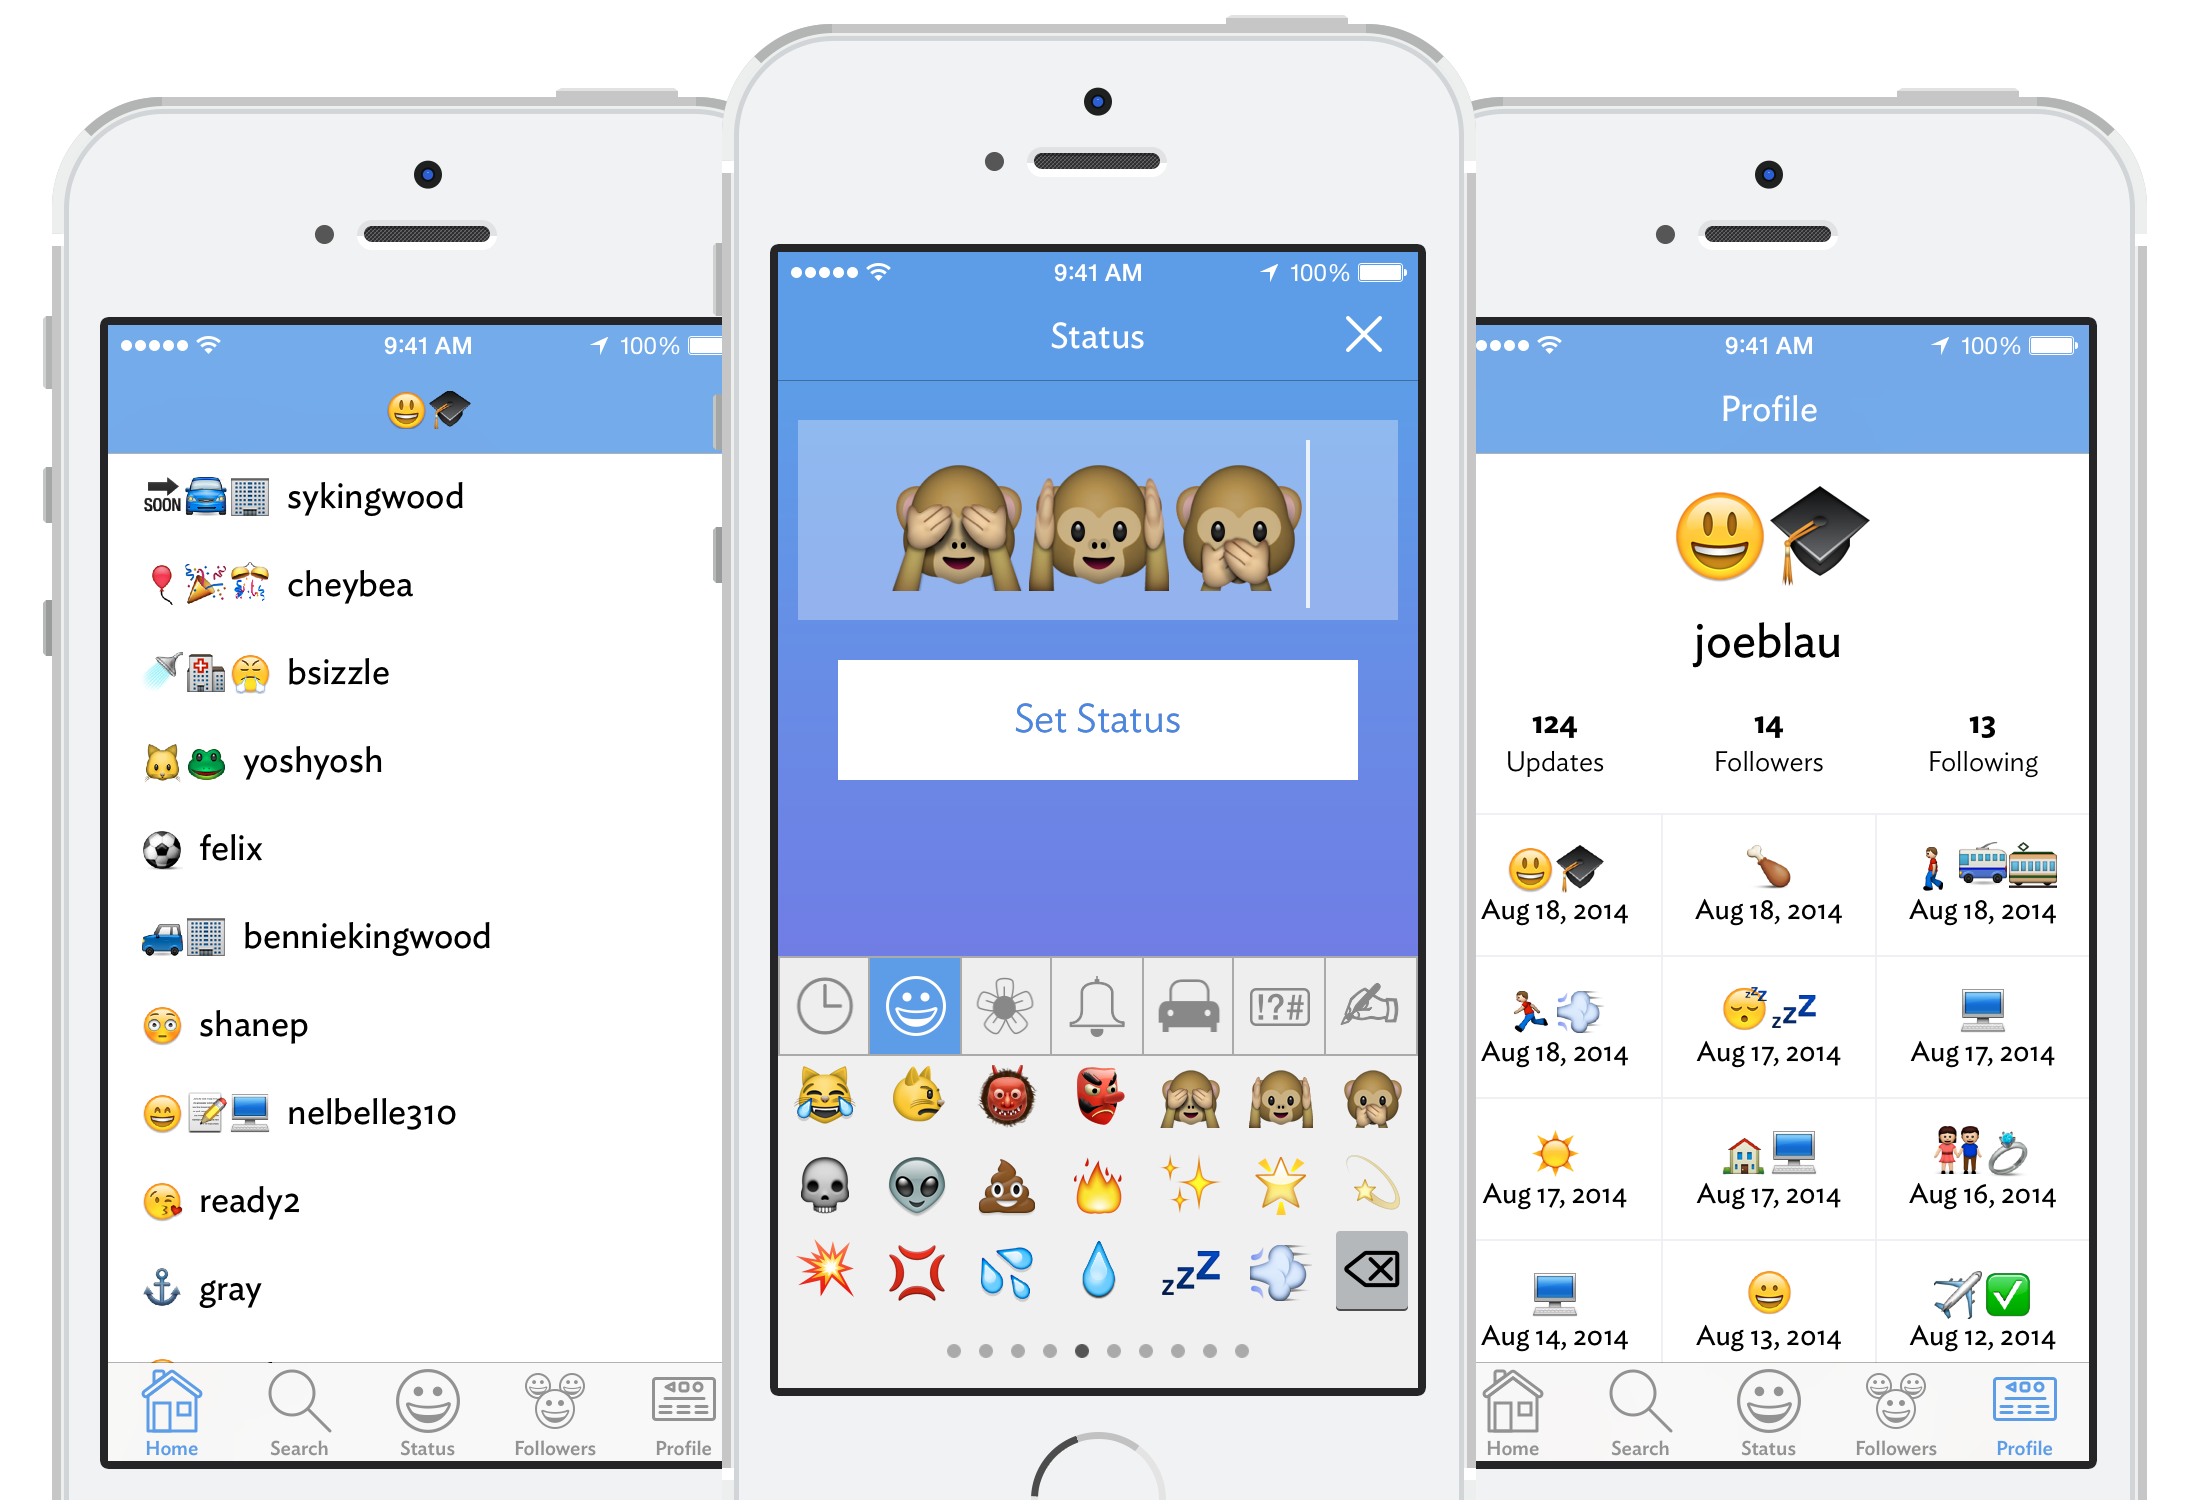 9:41 AM 100%
SOON sykingwood
cheybea
bsizzle
yoshyosh
felix
benniekingwood
shanep
nelbelle310
ready2
gray
Home Search Status Followers Profile
9:41 AM 100%
Status
Set Status
!?#
zzZ
9:41 AM 100%
Profile
joeblau
124 14 13
Updates Followers Following
Aug 18, 2014 Aug 18, 2014 Aug 18, 2014
zzZ zzZ
Aug 18, 2014 Aug 17, 2014 Aug 17, 2014
Aug 17, 2014 Aug 17, 2014 Aug 16, 2014
Aug 14, 2014 Aug 13, 2014 Aug 12, 2014
Home Search Status Followers Profile